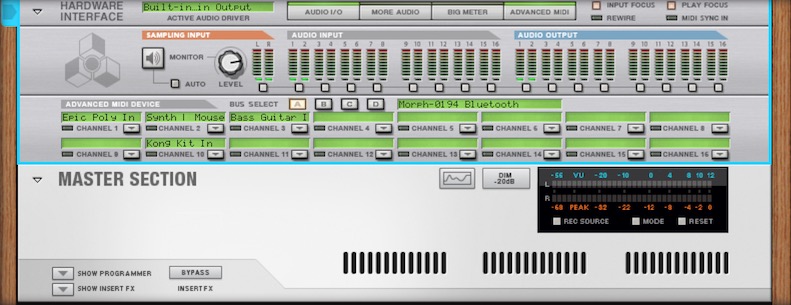 HARDWARE INTERFACE
Built-in..in Output
ACTIVE AUDIO DRIVER
AUDIO I/O MORE AUDIO BIG METER ADVANCED MIDI
INPUT FOCUS PLAY FOCUS
REWIRE MIDI SYNC IN
SAMPLING INPUT AUDIO INPUT AUDIO OUTPUT
L R 1 2 3 4 5 6 7 8 9 10 11 12 13 14 15 16 1 2 3 4 5 6 7 8 9 10 11 12 13 14 15 16
MONITOR
AUTO LEVEL
ADVANCED MIDI DEVICE BUS SELECT A B C D Morph-0194 Bluetooth
Epic Poly In Synth | Mouse Bass Guitar I
CHANNEL 1 CHANNEL 2 CHANNEL 3 CHANNEL 4 CHANNEL 5 CHANNEL 6 CHANNEL 7 CHANNEL 8
Kong Kit In
CHANNEL 9 CHANNEL 10 CHANNEL 11 CHANNEL 12 CHANNEL 13 CHANNEL 14 CHANNEL 15 CHANNEL 16
MASTER SECTION
DIM
-20dB
-56 VU -20 -10 0 4 8 10 12
L
R
-68 PEAK -32 -22 -12 -8 -4 -2 0
REC SOURCE MODE RESET
SHOW PROGRAMMER BYPASS
SHOW INSERT FX INSERT FX